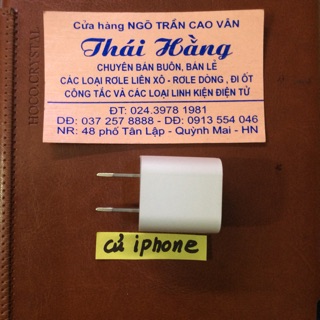 HOCO.CRYSTAL
Cửa hàng NGÕ TRẦN CAO VÂN
Thái Hằng
CHUYÊN BÁN BUÔN, BÁN LẺ
CÁC LOẠI ROLE LIÊN XÔ - ROLE DÒNG , ĐI ỐT
CÔNG TẮC VÀ CÁC LOẠI LINH KIỆN ĐIỆN TỬ
ĐT: 024.3978 1981
DĐ: 037 257 8888 - DĐ: 0913 554 046
NR: 48 phố Tân Lập - Quỳnh Mai - HN
củ iphone